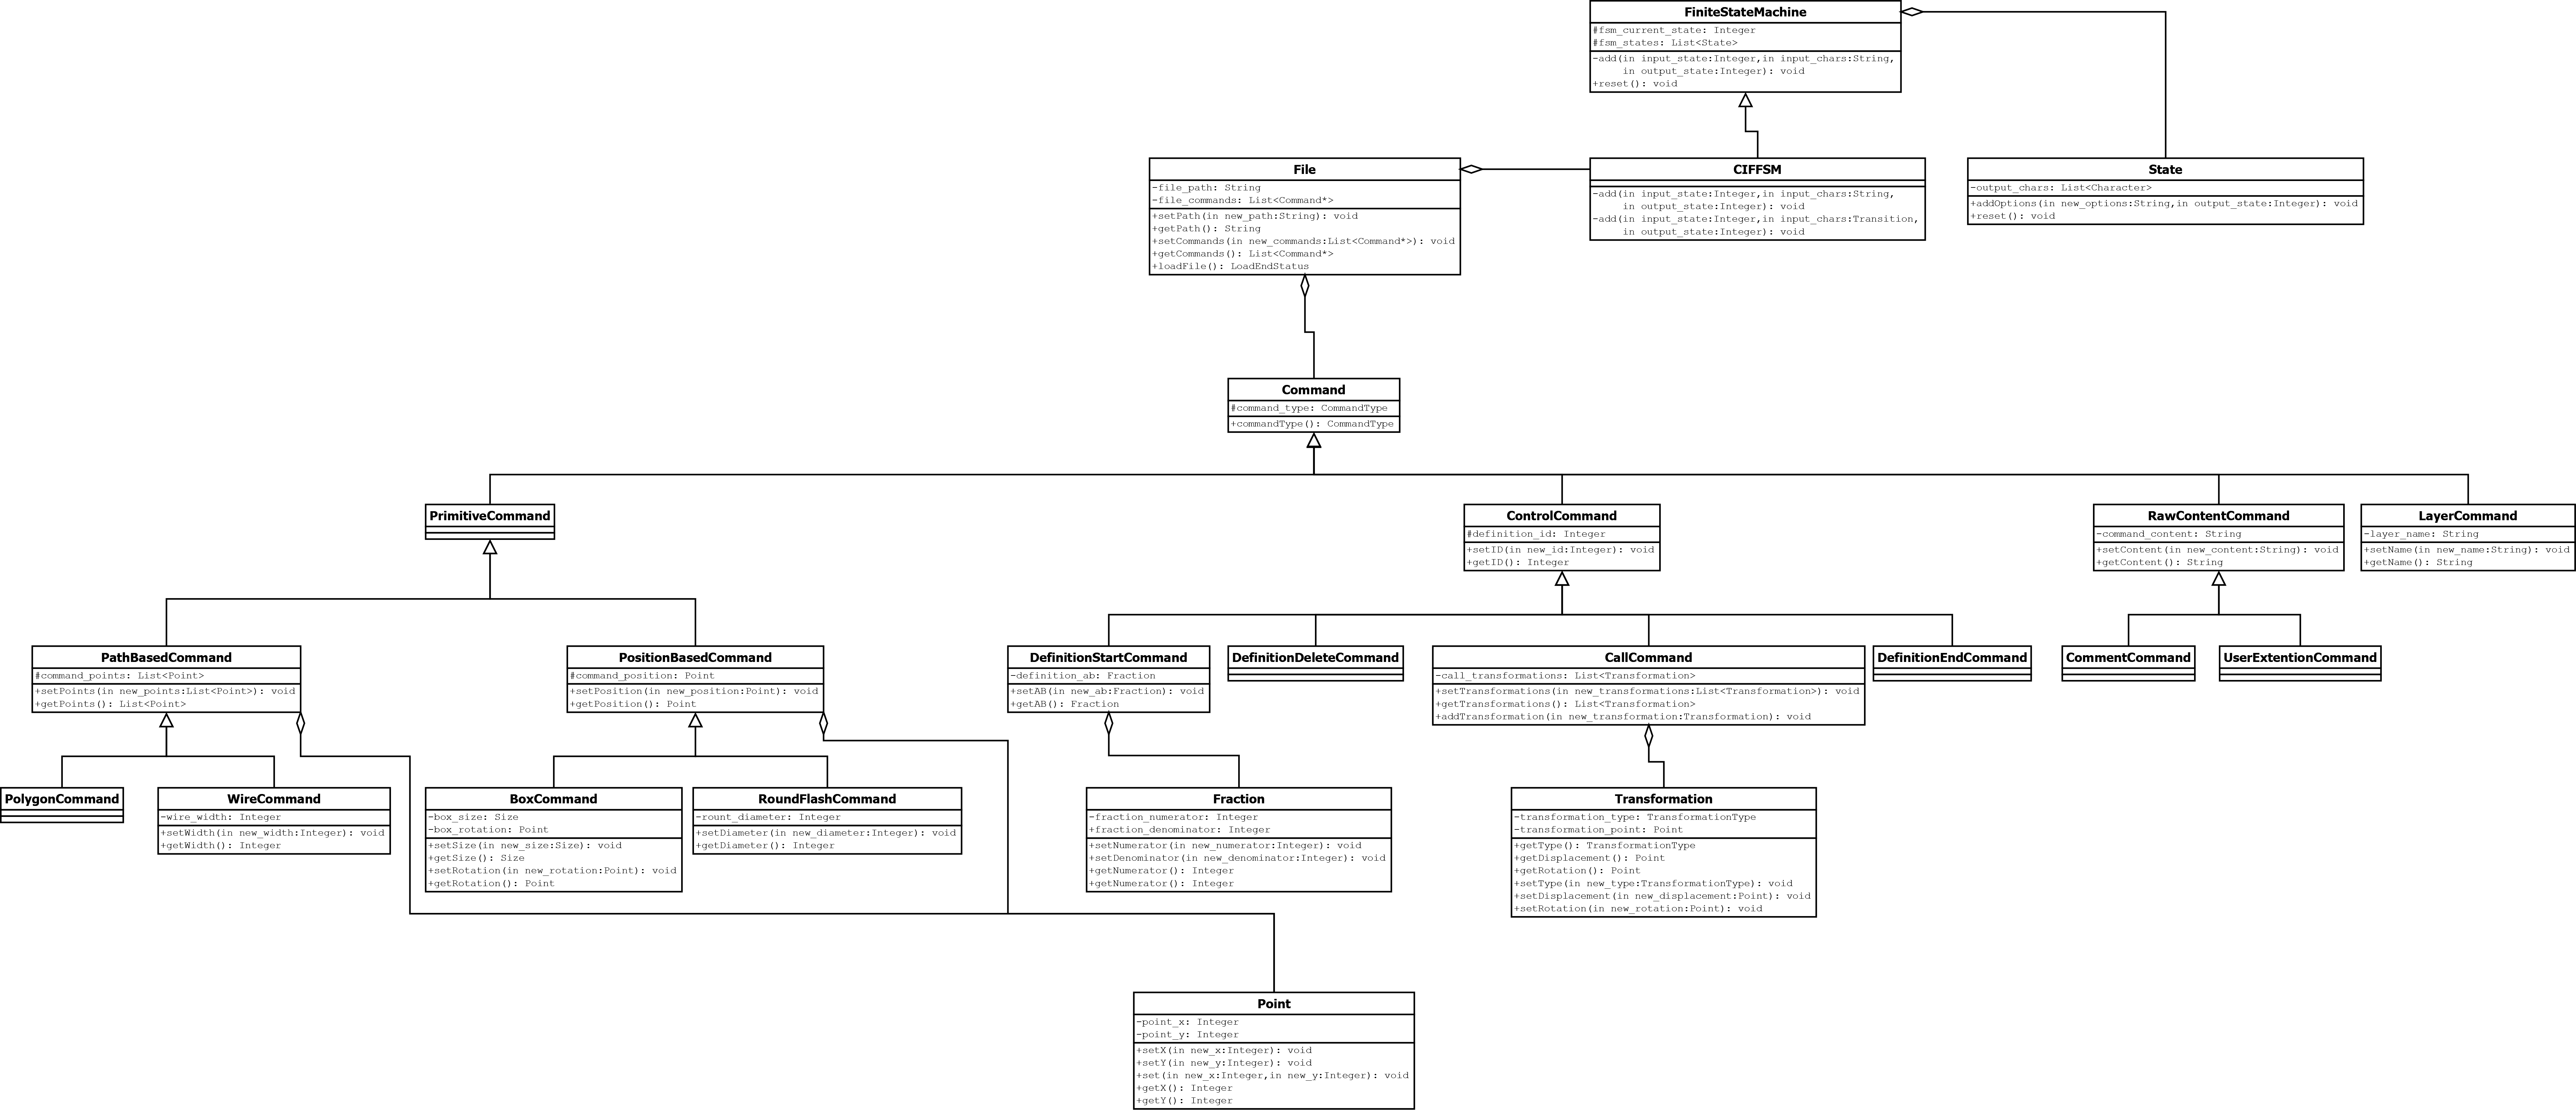 FiniteStateMachine
#fsm_current_state: Integer
#fsm_states: List<State>
-add(in input_state:Integer,in input_chars:String,
in output_state:Integer): void
+reset(): void
File
-file_path: String
-file_commands: List<Command*>
+setPath(in new_path:String): void
+getPath(): String
+setCommands(in new_commands:List<Command*>): void
+getCommands(): List<Command*>
+loadFile(): LoadEndStatus
CIFFSM
-add(in input_state:Integer,in input_chars:String,
in output_state:Integer): void
-add(in input_state:Integer,in input_chars:Transition,
in output_state:Integer): void
State
-output_chars: List<Character>
+addOptions(in new_options:String,in output_state:Integer): void
+reset(): void
Command
#command_type: CommandType
+commandType(): CommandType
PrimitiveCommand
ControlCommand
#definition_id: Integer
+setID(in new_id:Integer): void
+getID(): Integer
RawContentCommand
-command_content: String
+setContent(in new_content:String): void
+getContent(): String
LayerCommand
-layer_name: String
+setName(in new_name:String): void
+getName(): String
PathBasedCommand
#command_points: List<Point>
+setPoints(in new_points:List<Point>): void
+getPoints(): List<Point>
PositionBasedCommand
#command_position: Point
+setPosition(in new_position:Point): void
+getPosition(): Point
DefinitionStartCommand
-definition_ab: Fraction
+setAB(in new_ab:Fraction): void
+getAB(): Fraction
DefinitionDeleteCommand
CallCommand
-call_transformations: List<Transformation>
+setTransformations(in new_transformations:List<Transformation>): void
+getTransformations(): List<Transformation>
+addTransformation(in new_transformation:Transformation): void
DefinitionEndCommand
CommentCommand
UserExtentionCommand
PolygonCommand
WireCommand
-wire_width: Integer
+setWidth(in new_width:Integer): void
+getWidth(): Integer
BoxCommand
-box_size: Size
-box_rotation: Point
+setSize(in new_size:Size): void
+getSize(): Size
+setRotation(in new_rotation:Point): void
+getRotation(): Point
RoundFlashCommand
-rount_diameter: Integer
+setDiameter(in new_diameter:Integer): void
+getDiameter(): Integer
Fraction
-fraction_numerator: Integer
+fraction_denominator: Integer
+setNumerator(in new_numerator:Integer): void
+setDenominator(in new_denominator:Integer): void
+getNumerator(): Integer
+getNumerator(): Integer
Transformation
-transformation_type: TransformationType
-transformation_point: Point
+getType(): TransformationType
+getDisplacement(): Point
+getRotation(): Point
+setType(in new_type:TransformationType): void
+setDisplacement(in new_displacement:Point): void
+setRotation(in new_rotation:Point): void
Point
-point_x: Integer
-point_y: Integer
+setX(in new_x:Integer): void
+setY(in new_y:Integer): void
+set(in new_x:Integer,in new_y:Integer): void
+getX(): Integer
+getY(): Integer